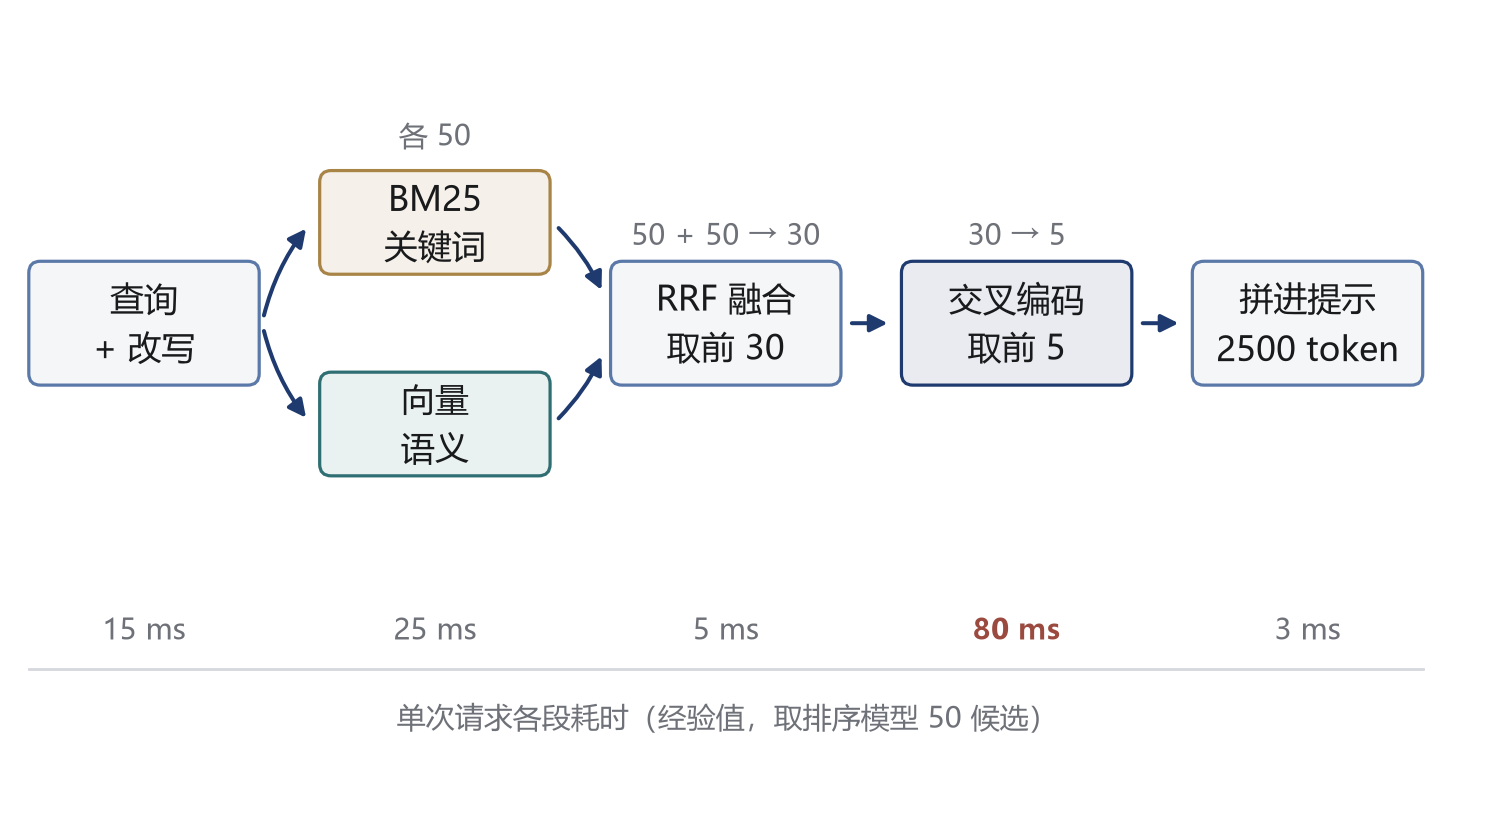 各 50
BM25
关键词
50 + 50 → 30
30 → 5
查询
+ 改写
RRF 融合
取前 30
交叉编码
取前 5
拼进提示
2500 token
向量
语义
15 ms
25 ms
5 ms
80 ms
3 ms
单次请求各段耗时（经验值，取排序模型 50 候选）